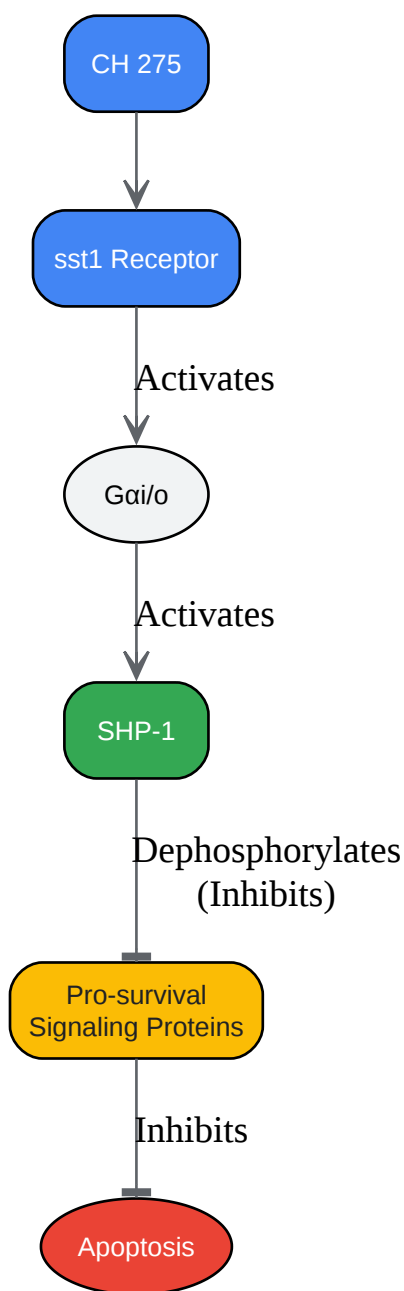 CH 275
sst1 Receptor
Activates
Gαi/o
Activates
SHP-1
Dephosphorylates
(Inhibits)
Pro-survival
Signaling Proteins
Inhibits
Apoptosis